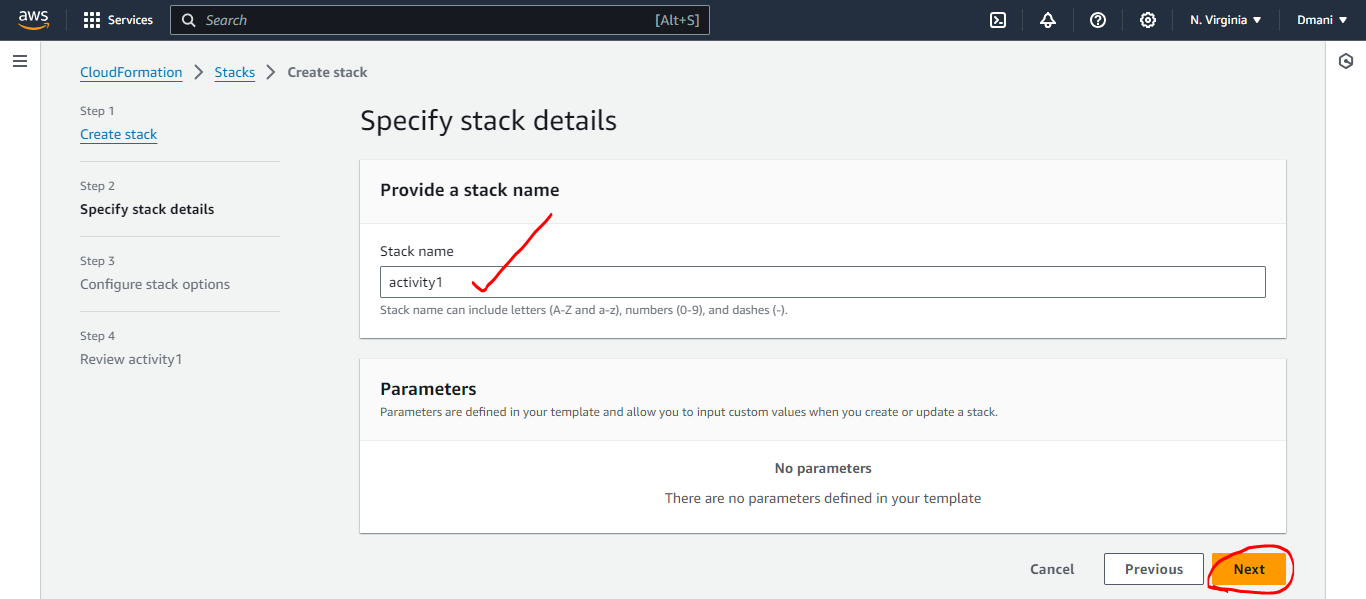 aws
Services
Search [Alt+S]
N. Virginia
Dmani
CloudFormation
Stacks
Create stack
Step 1
Create stack
Step 2
Specify stack details
Step 3
Configure stack options
Step 4
Review activity1
Specify stack details
Provide a stack name
Stack name
activity1
Stack name can include letters (A-Z and a-z), numbers (0-9), and dashes (-).
Parameters
Parameters are defined in your template and allow you to input custom values when you create or update a stack.
No parameters
There are no parameters defined in your template
Cancel
Previous
Next